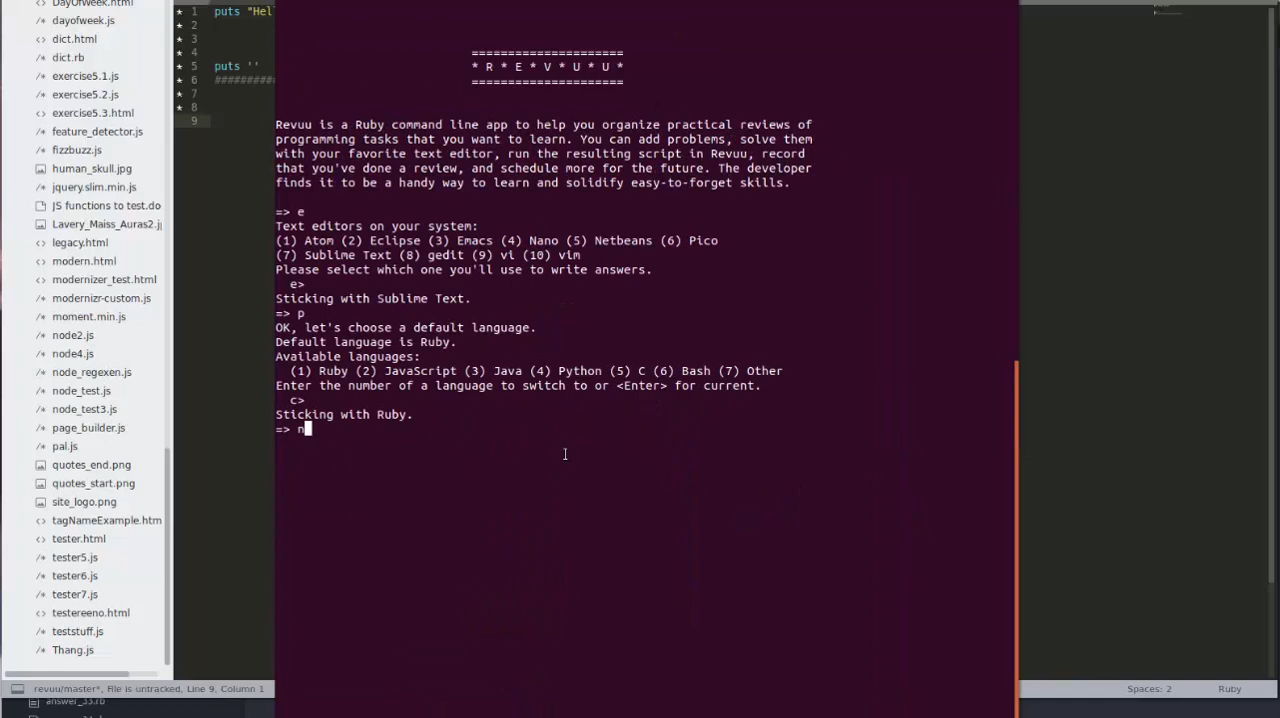 DayOfWeek.html
dayofweek.js
dict.html
dict.rb
exercise5.1.js
exercise5.2.js
exercise5.3.html
feature_detector.js
fizzbuzz.js
human_skull.jpg
jquery.slim.min.js
JS functions to test.do
Lavery_Maiss_Auras2.j
legacy.html
modern.html
modernizer_test.html
modernizr-custom.js
moment.min.js
node2.js
node4.js
node_regexen.js
node_test.js
node_test3.js
page_builder.js
pal.js
quotes_end.png
quotes_start.png
site_logo.png
tagNameExample.htm
tester.html
tester5.js
tester6.js
tester7.js
testereeno.html
teststuff.js
Thang.js
1 puts "Hel
2
3
4
5 puts ''
6 ##########
7
8
9
=====================
* R * E * V * U * U *
=====================
Revuu is a Ruby command line app to help you organize practical reviews of
programming tasks that you want to learn. You can add problems, solve them
with your favorite text editor, run the resulting script in Revuu, record
that you've done a review, and schedule more for the future. The developer
finds it to be a handy way to learn and solidify easy-to-forget skills.
=> e
Text editors on your system:
(1) Atom (2) Eclipse (3) Emacs (4) Nano (5) Netbeans (6) Pico
(7) Sublime Text (8) gedit (9) vi (10) vim
Please select which one you'll use to write answers.
e>
Sticking with Sublime Text.
=> p
OK, let's choose a default language.
Default language is Ruby.
Available languages:
(1) Ruby (2) JavaScript (3) Java (4) Python (5) C (6) Bash (7) Other
Enter the number of a language to switch to or <Enter> for current.
c>
Sticking with Ruby.
=> n
revuu/master*, File is untracked, Line 9, Column 1
Spaces: 2
Ruby
answer_33.rb